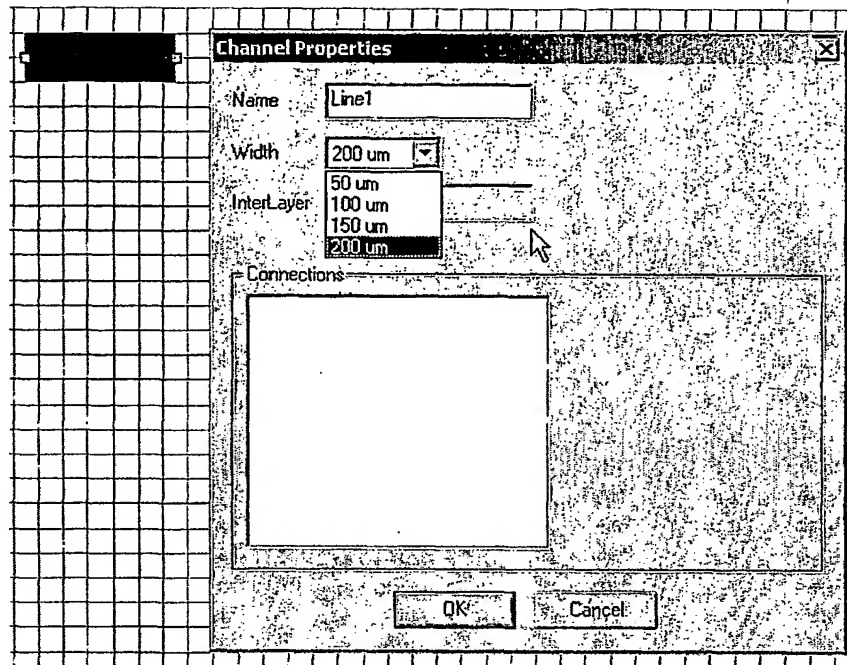 Channel Properties
Name
Line1
Width
200 um
50 um
InterLayer
100 um
150 um
200 um
Connections
OK
Cancel